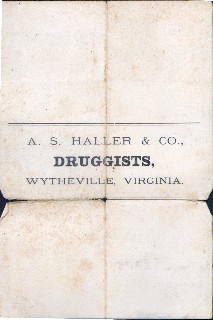 A. S. HALLER & CO.,
DRUGGISTS,
WYTHEVILLE, VIRGINIA.